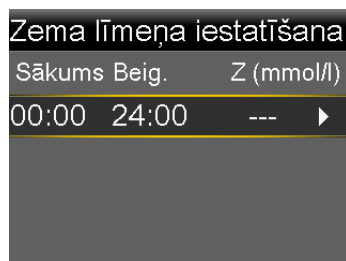 Zema līmeņa iestatīšana
Sākums Beig. Z (mmol/l)
00:00 24:00 ---